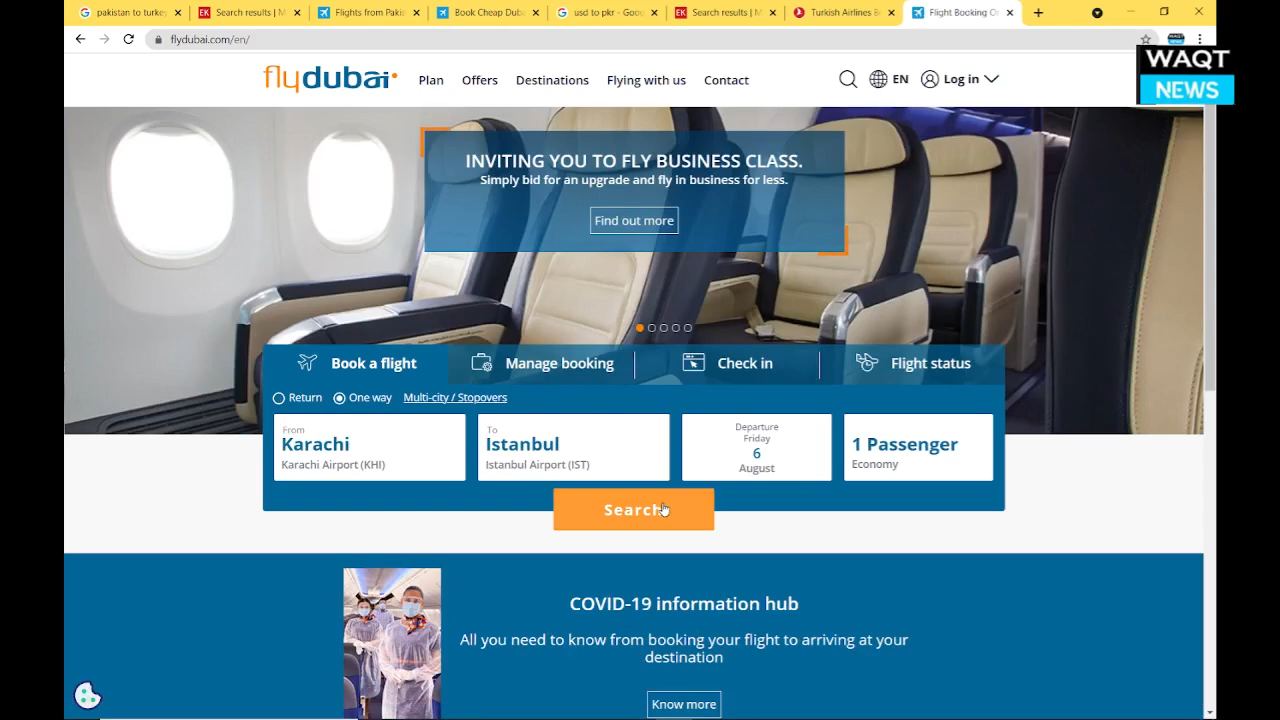 pakistan to turkey
Search results | M
Flights from Pakis
Book Cheap Duba
usd to pkr - Goog
Search results | M
Turkish Airlines B
Flight Booking On
flydubai.com/en/
WAQT
NEWS
flydubai
Plan
Offers
Destinations
Flying with us
Contact
EN
Log in
INVITING YOU TO FLY BUSINESS CLASS.
Simply bid for an upgrade and fly in business for less.
Find out more
Book a flight
Manage booking
Check in
Flight status
Return
One way
Multi-city / Stopovers
From
Karachi
Karachi Airport (KHI)
To
Istanbul
Istanbul Airport (IST)
Departure
Friday
6
August
1 Passenger
Economy
Search
COVID-19 information hub
All you need to know from booking your flight to arriving at your
destination
Know more